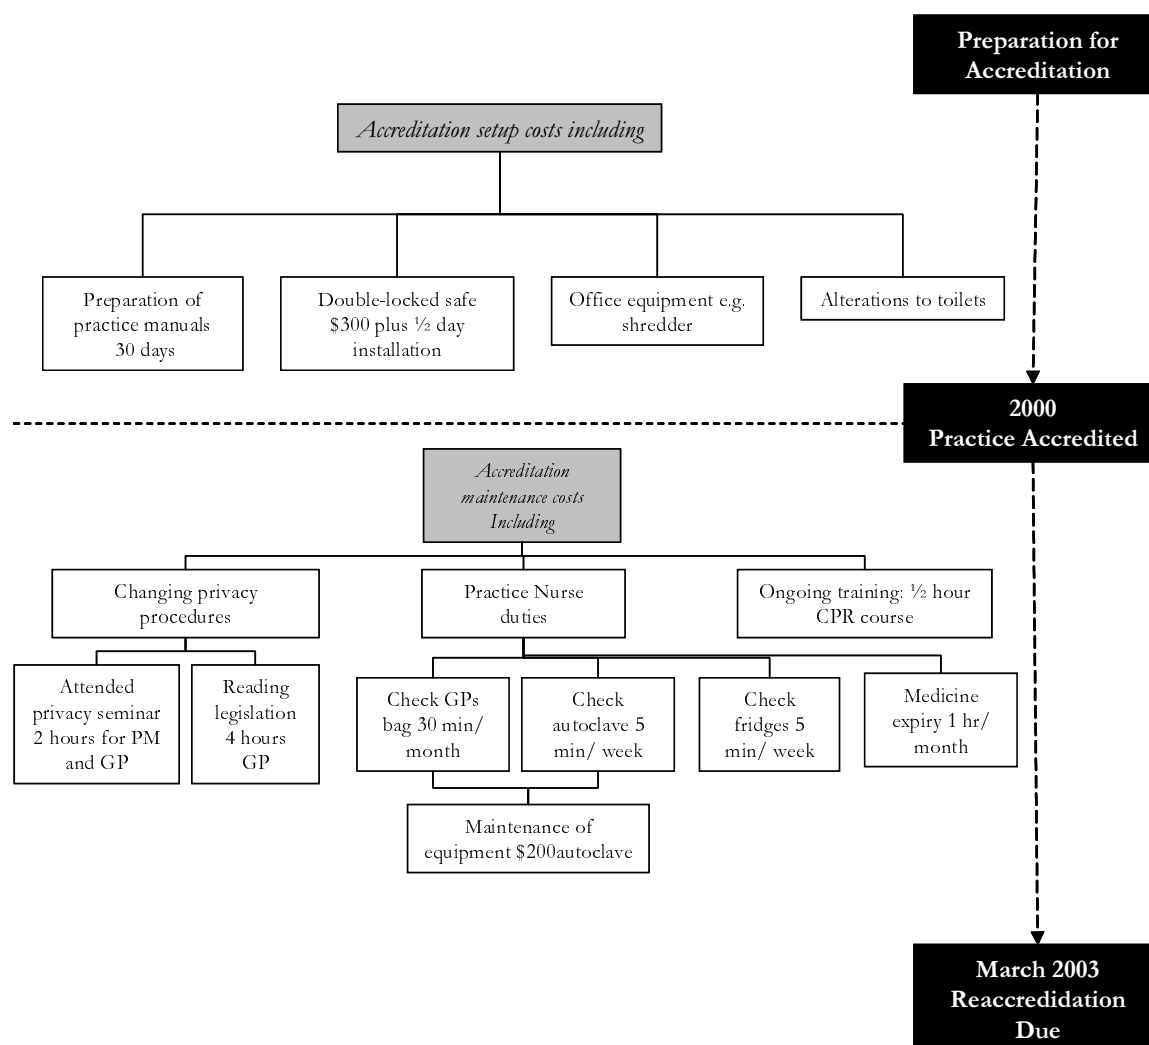 Preparation for
Accreditation
Accreditation setup costs including
Preparation of
practice manuals
30 days
Double-locked safe
$300 plus ½ day
installation
Office equipment e.g.
shredder
Alterations to toilets
2000
Practice Accredited
Accreditation
maintenance costs
Including
Changing privacy
procedures
Practice Nurse
duties
Ongoing training: ½ hour
CPR course
Attended
privacy seminar
2 hours for PM
and GP
Reading
legislation
4 hours
GP
Check GPs
bag 30 min/
month
Check
autoclave 5
min/ week
Check
fridges 5
min/ week
Medicine
expiry 1 hr/
month
Maintenance of
equipment $200autoclave
March 2003
Reaccredidation
Due